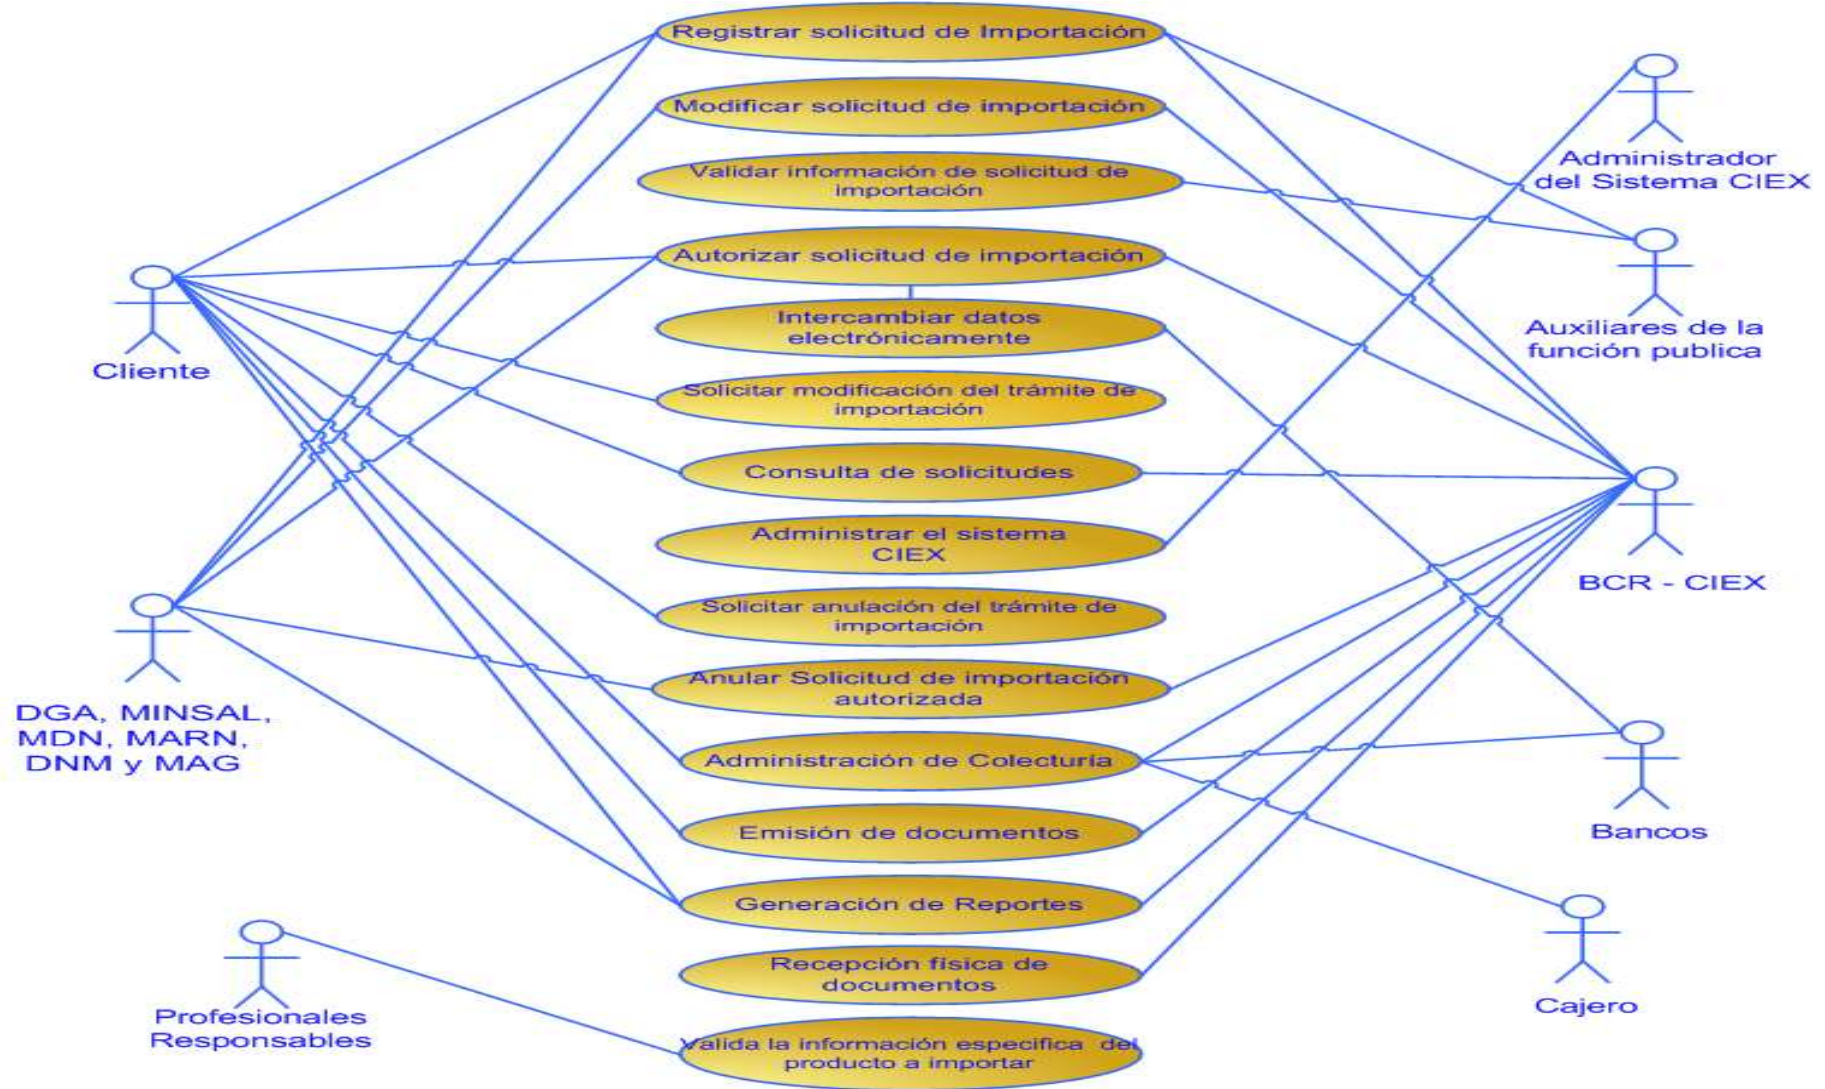 Registrar solicitud de Importación
Modificar solicitud de importación
Validar información de solicitud de
importación
Autorizar solicitud de importación
Intercambiar datos
electrónicamente
Solicitar modificación del trámite de
importación
Consulta de solicitudes
Administrar el sistema
CIEX
Solicitar anulación del trámite de
importación
Anular Solicitud de importación
autorizada
Administración de Colecturía
Emisión de documentos
Generación de Reportes
Recepción física de
documentos
Valida la información especifica del
producto a importar
Cliente
DGA, MINSAL,
MDN, MARN,
DNM y MAG
Profesionales
Responsables
Administrador
del Sistema CIEX
Auxiliares de la
función publica
BCR - CIEX
Bancos
Cajero